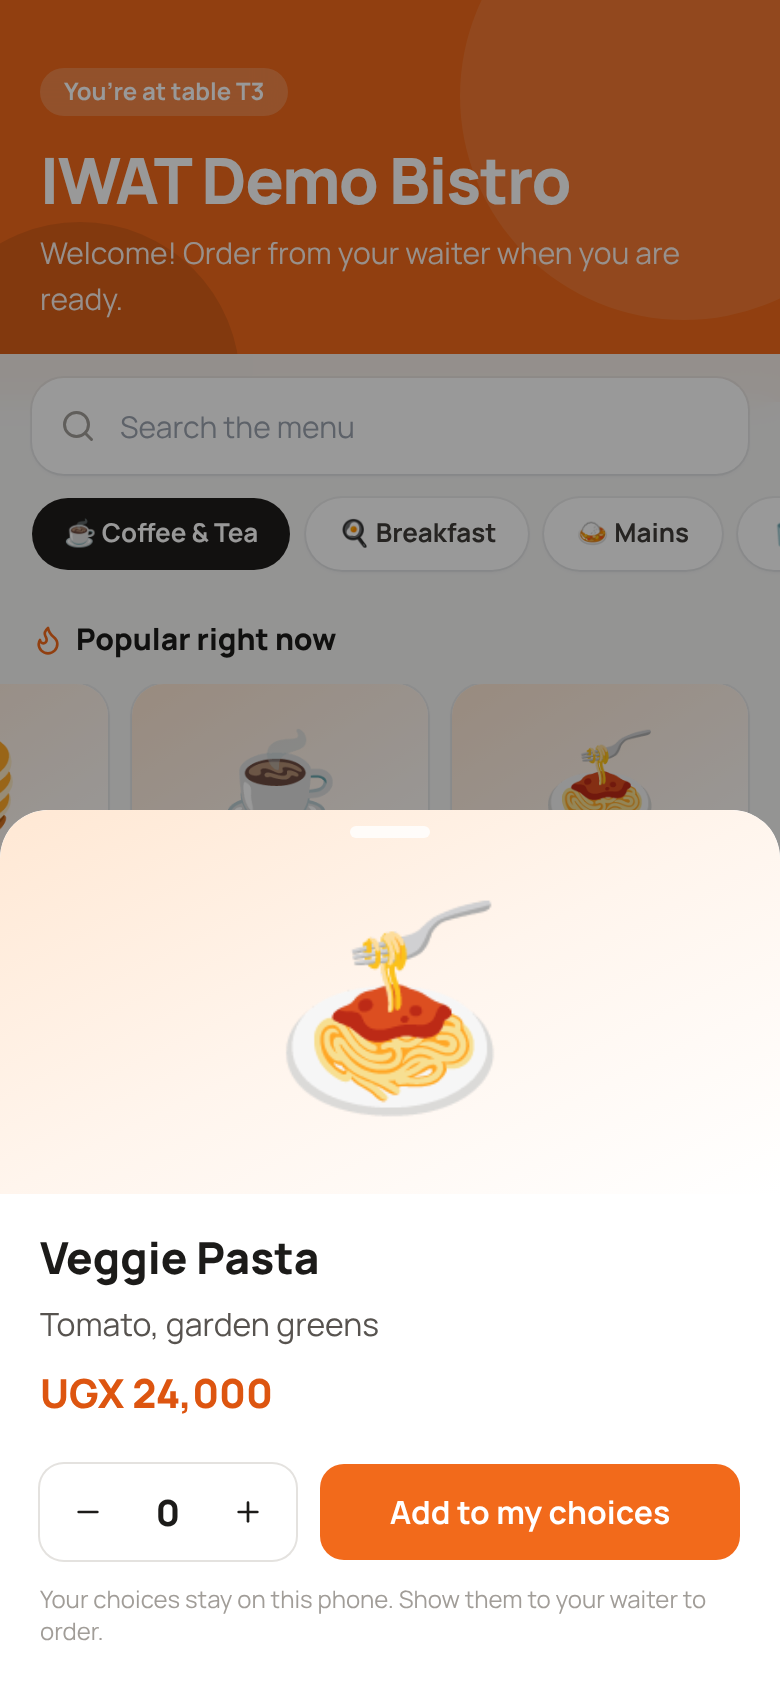 You're at table T3
IWAT Demo Bistro
Welcome! Order from your waiter when you are
ready.
Search the menu
Coffee & Tea
Breakfast
Mains
Popular right now
Veggie Pasta
Tomato, garden greens
UGX 24,000
− 0 +
Add to my choices
Your choices stay on this phone. Show them to your waiter to
order.